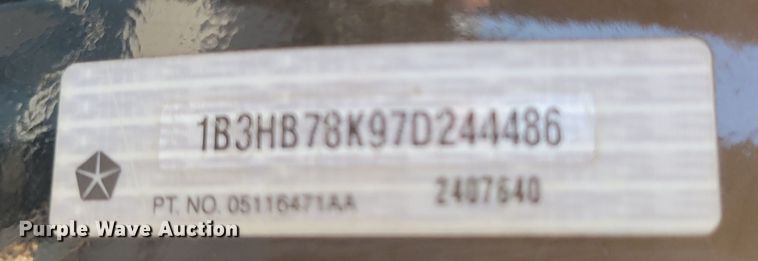 1B3HB78K97D244486
PT. NO. 05116471AA 2407640
Purple Wave Auction